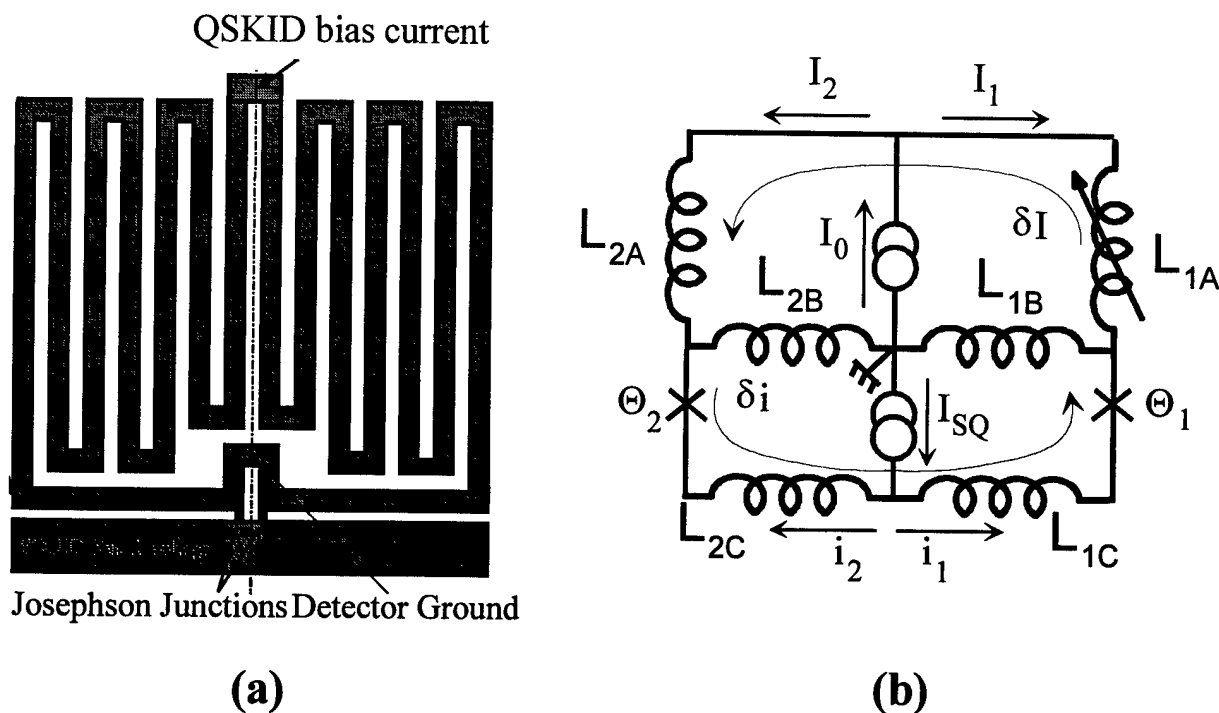 QSKID bias current
Josephson Junctions Detector Ground
(a)
I₂ I₁
L₂A I₀ δI L₁A
L₂B L₁B
Θ₂ δi I_SQ Θ₁
L₂C i₂ i₁ L₁C
(b)